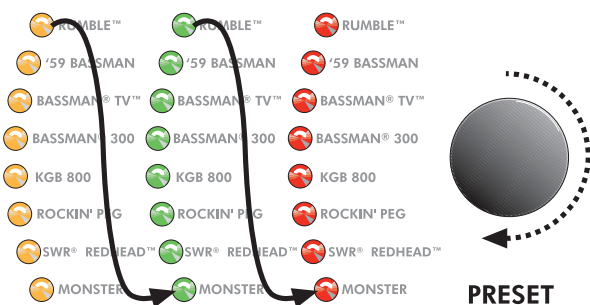 RUMBLE™ RUMBLE™ RUMBLE™
'59 BASSMAN '59 BASSMAN '59 BASSMAN
BASSMAN® TV™ BASSMAN® TV™ BASSMAN® TV™
BASSMAN® 300 BASSMAN® 300 BASSMAN® 300
KGB 800 KGB 800 KGB 800
ROCKIN' PEG ROCKIN' PEG ROCKIN' PEG
SWR® REDHEAD™ SWR® REDHEAD™ SWR® REDHEAD™
MONSTER MONSTER MONSTER
PRESET